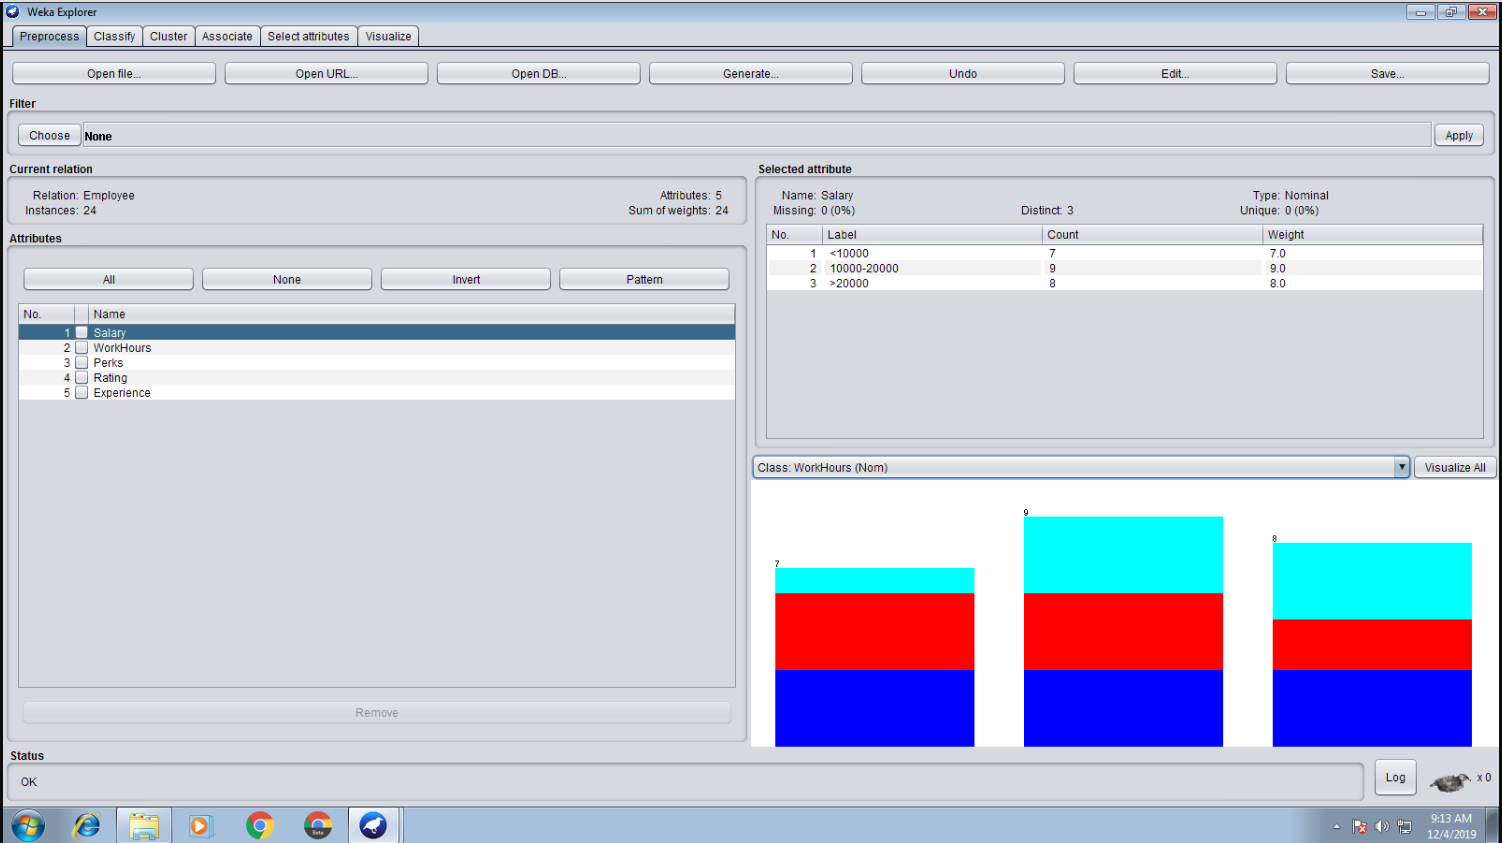 Weka Explorer
Preprocess Classify Cluster Associate Select attributes Visualize
Open file... Open URL... Open DB... Generate... Undo Edit... Save...
Filter
Choose None Apply
Current relation
Relation: Employee Attributes: 5
Instances: 24 Sum of weights: 24
Attributes
All None Invert Pattern
No. Name
1 Salary
2 WorkHours
3 Perks
4 Rating
5 Experience
Remove
Selected attribute
Name: Salary Type: Nominal
Missing: 0 (0%) Distinct: 3 Unique: 0 (0%)
No. Label Count Weight
1 <10000 7 7.0
2 10000-20000 9 9.0
3 >20000 8 8.0
Class: WorkHours (Nom) Visualize All
7 9 8
Status
OK Log x 0
Beta
9:13 AM
12/4/2019